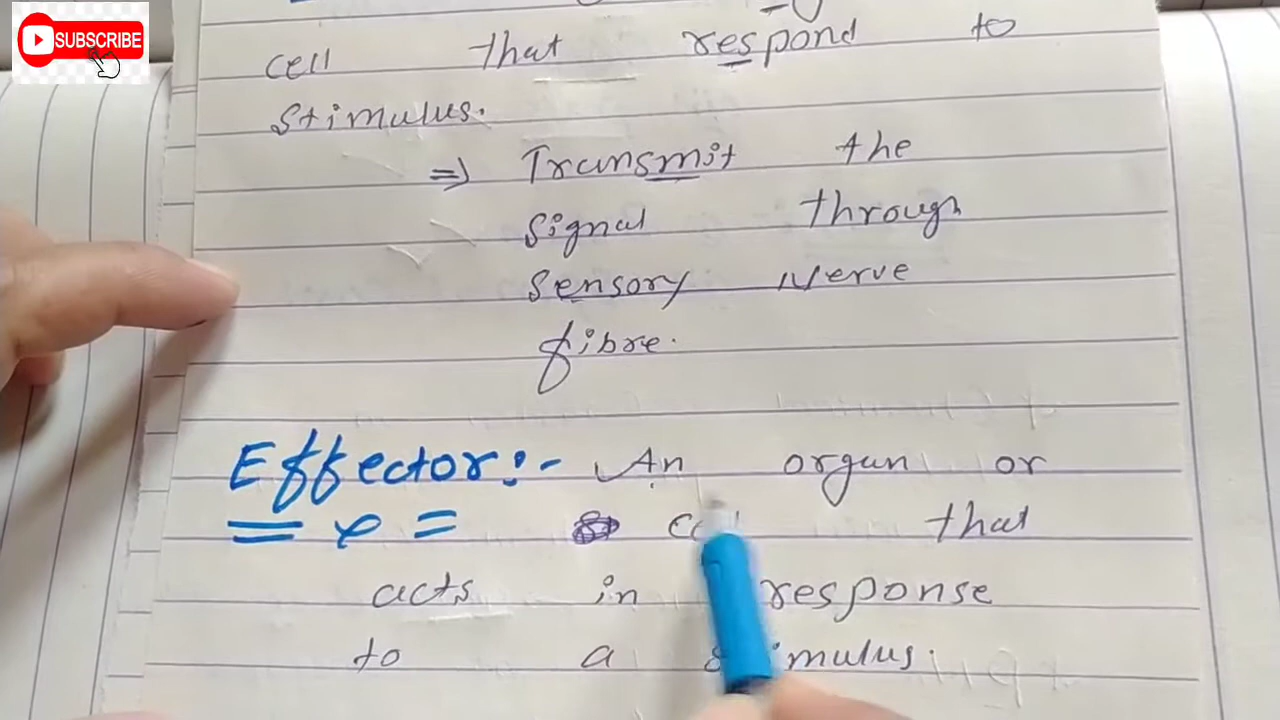 SUBSCRIBE
cell that respond to
stimulus.
⇒ Transmit the
signal through
sensory Nerve
fibre.
Effector:- An organ or
that
acts in response
to a stimulus.